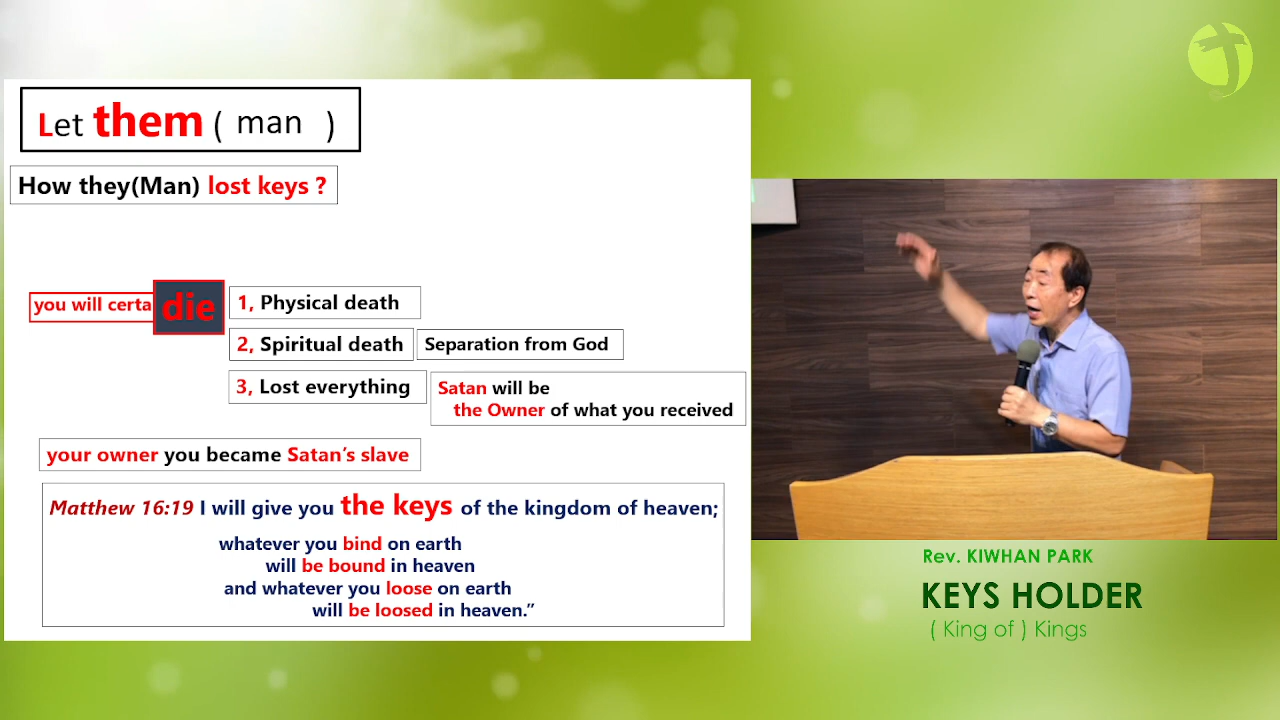 Let them ( man )
How they(Man) lost keys ?
you will certa die
1, Physical death
2, Spiritual death
Separation from God
3, Lost everything
Satan will be
the Owner of what you received
your owner you became Satan's slave
Matthew 16:19 I will give you the keys of the kingdom of heaven;
whatever you bind on earth
will be bound in heaven
and whatever you loose on earth
will be loosed in heaven.”
Rev. KIWHAN PARK
KEYS HOLDER
( King of ) Kings